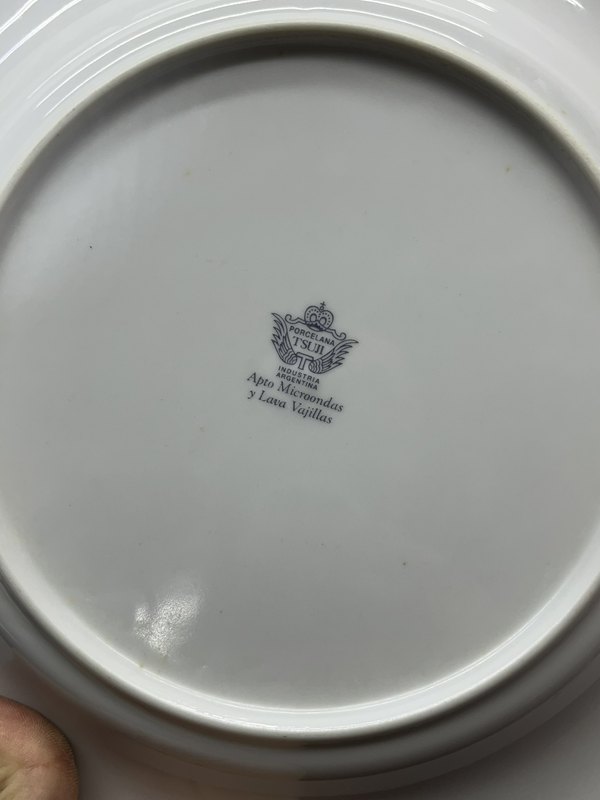 PORCELANA
TSUJI
T
INDUSTRIA
ARGENTINA
Apto Microondas
y Lava Vajillas